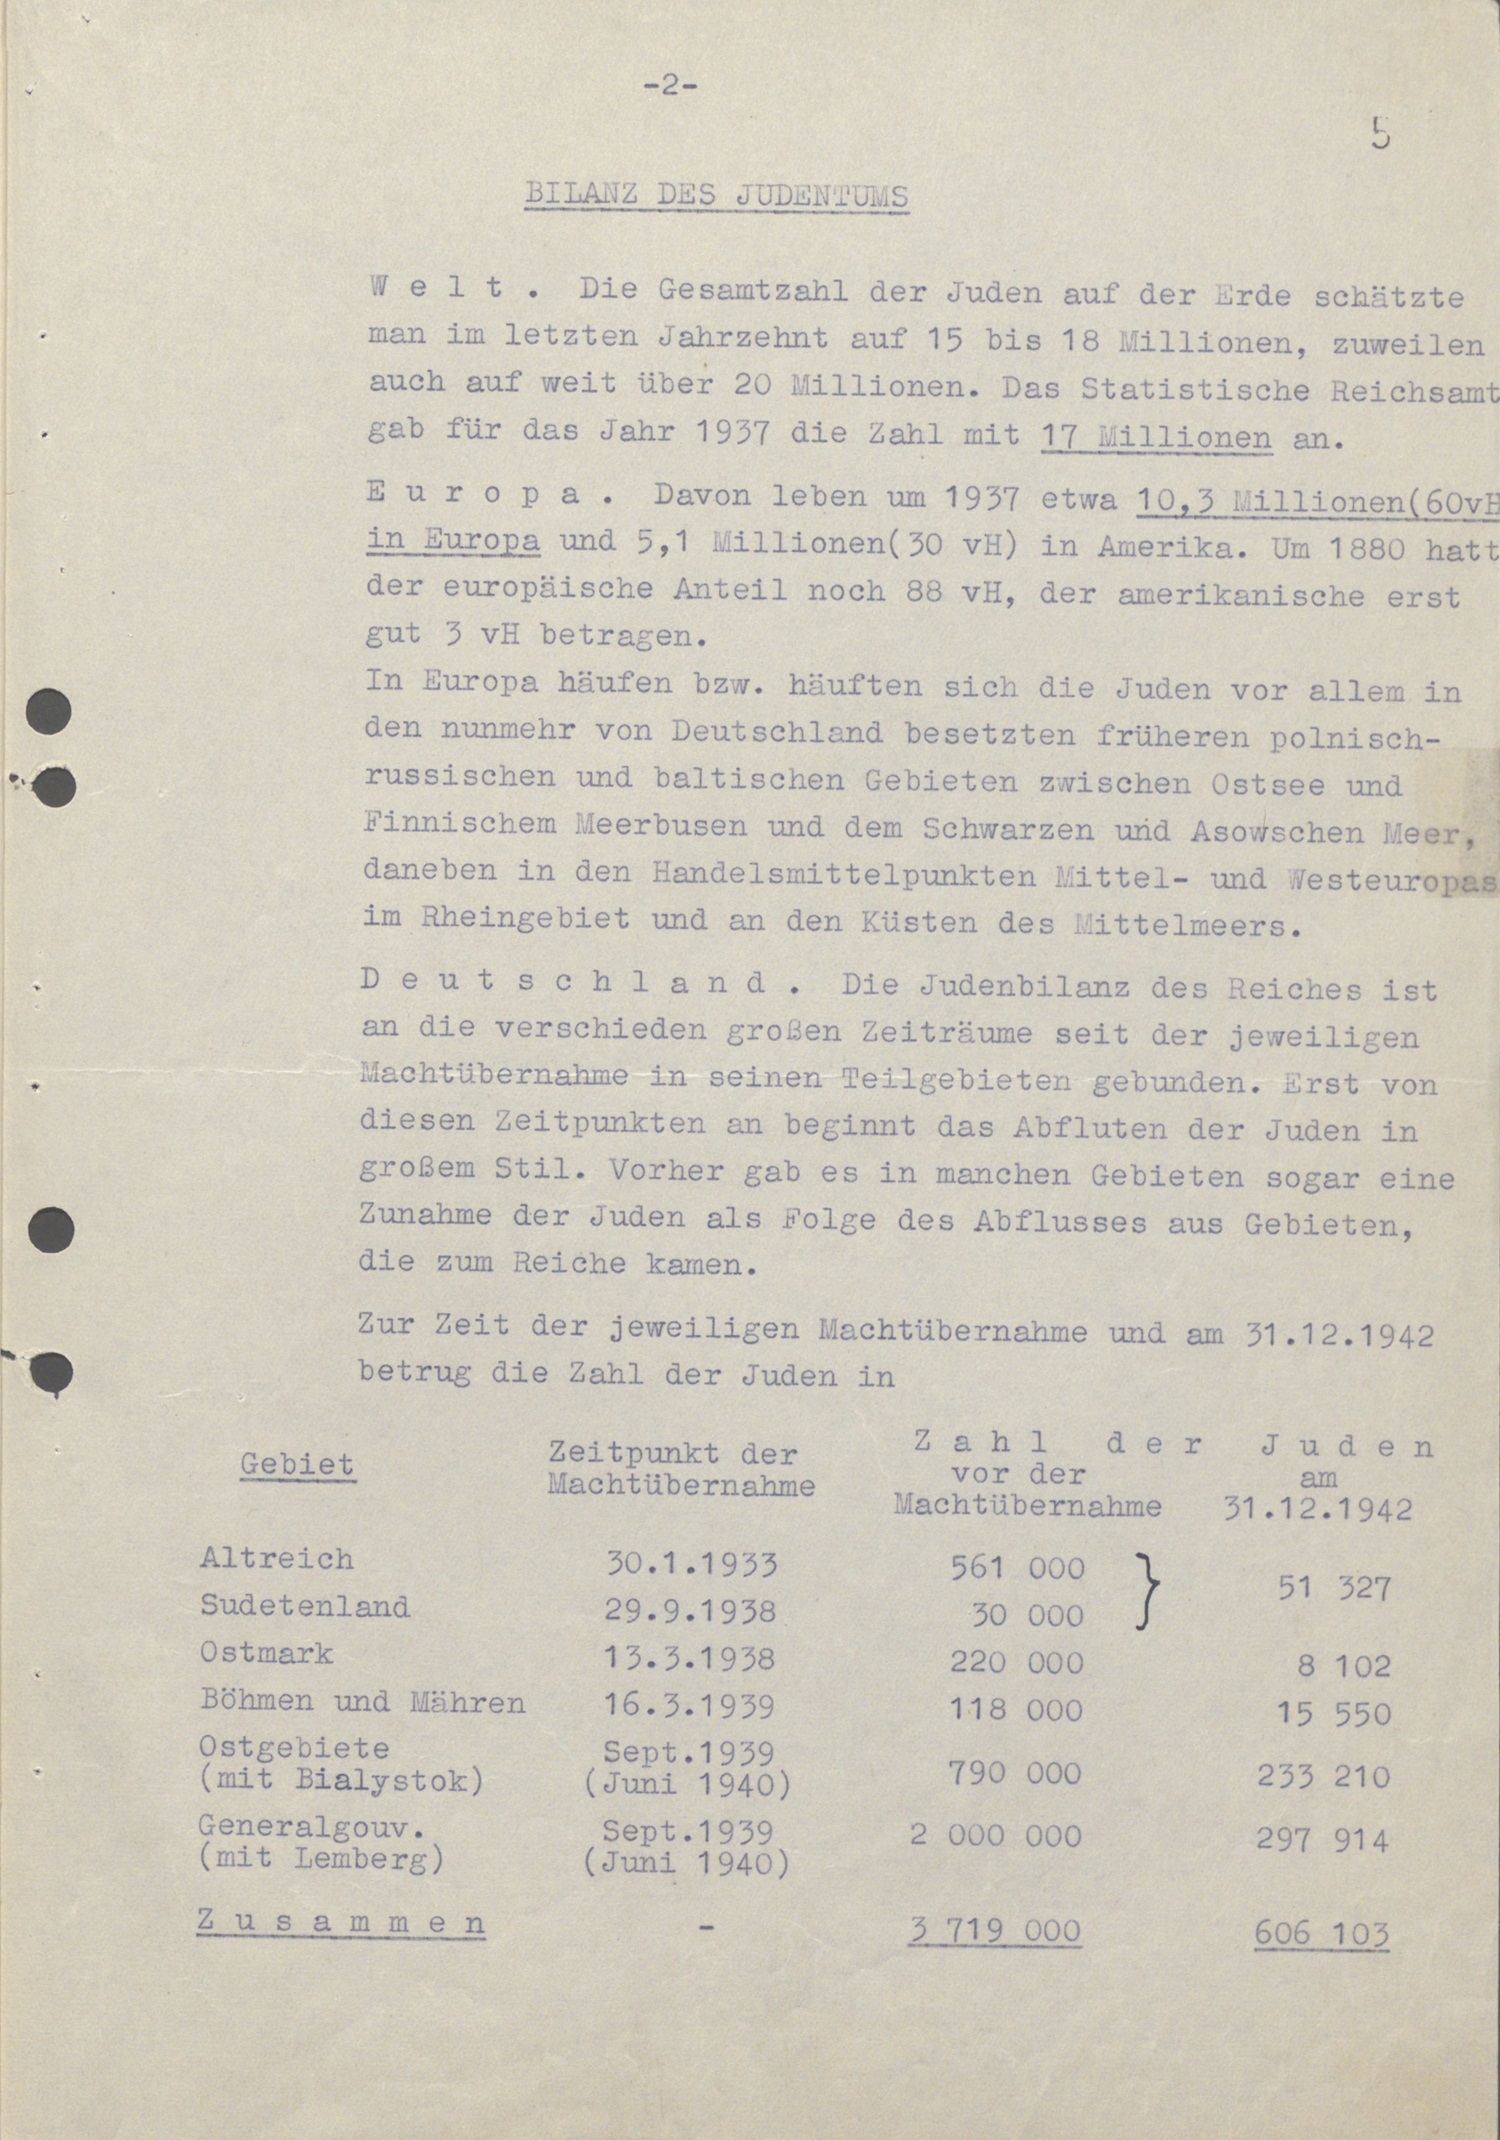 -2-
5
BILANZ DES JUDENTUMS
W e l t . Die Gesamtzahl der Juden auf der Erde schätzte
man im letzten Jahrzehnt auf 15 bis 18 Millionen, zuweilen
auch auf weit über 20 Millionen. Das Statistische Reichsamt
gab für das Jahr 1937 die Zahl mit 17 Millionen an.
E u r o p a . Davon leben um 1937 etwa 10,3 Millionen(60vH
in Europa und 5,1 Millionen(30 vH) in Amerika. Um 1880 hatt
der europäische Anteil noch 88 vH, der amerikanische erst
gut 3 vH betragen.
In Europa häufen bzw. häuften sich die Juden vor allem in
den nunmehr von Deutschland besetzten früheren polnisch-
russischen und baltischen Gebieten zwischen Ostsee und
Finnischem Meerbusen und dem Schwarzen und Asowschen Meer,
daneben in den Handelsmittelpunkten Mittel- und Westeuropas
im Rheingebiet und an den Küsten des Mittelmeers.
D e u t s c h l a n d . Die Judenbilanz des Reiches ist
an die verschieden großen Zeiträume seit der jeweiligen
Machtübernahme in seinen Teilgebieten gebunden. Erst von
diesen Zeitpunkten an beginnt das Abfluten der Juden in
großem Stil. Vorher gab es in manchen Gebieten sogar eine
Zunahme der Juden als Folge des Abflusses aus Gebieten,
die zum Reiche kamen.
Zur Zeit der jeweiligen Machtübernahme und am 31.12.1942
betrug die Zahl der Juden in
Gebiet Zeitpunkt der Machtübernahme Z a h l d e r J u d e n
vor der Machtübernahme am 31.12.1942
Altreich 30.1.1933 561 000 } 51 327
Sudetenland 29.9.1938 30 000
Ostmark 13.3.1938 220 000 8 102
Böhmen und Mähren 16.3.1939 118 000 15 550
Ostgebiete Sept.1939
(mit Bialystok) (Juni 1940) 790 000 233 210
Generalgouv. Sept.1939 2 000 000 297 914
(mit Lemberg) (Juni 1940)
Z u s a m m e n - 3 719 000 606 103